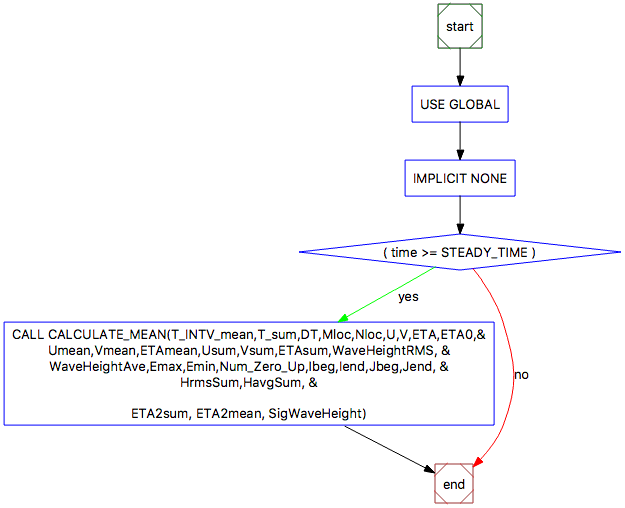 start
USE GLOBAL
IMPLICIT NONE
( time >= STEADY_TIME )
yes
CALL CALCULATE_MEAN(T_INTV_mean,T_sum,DT,Mloc,Nloc,U,V,ETA,ETA0,&
Umean,Vmean,ETAmean,Usum,Vsum,ETAsum,WaveHeightRMS, &
WaveHeightAve,Emax,Emin,Num_Zero_Up,Ibeg,Iend,Jbeg,Jend, &
HrmsSum,HavgSum, &
no
ETA2sum, ETA2mean, SigWaveHeight)
end